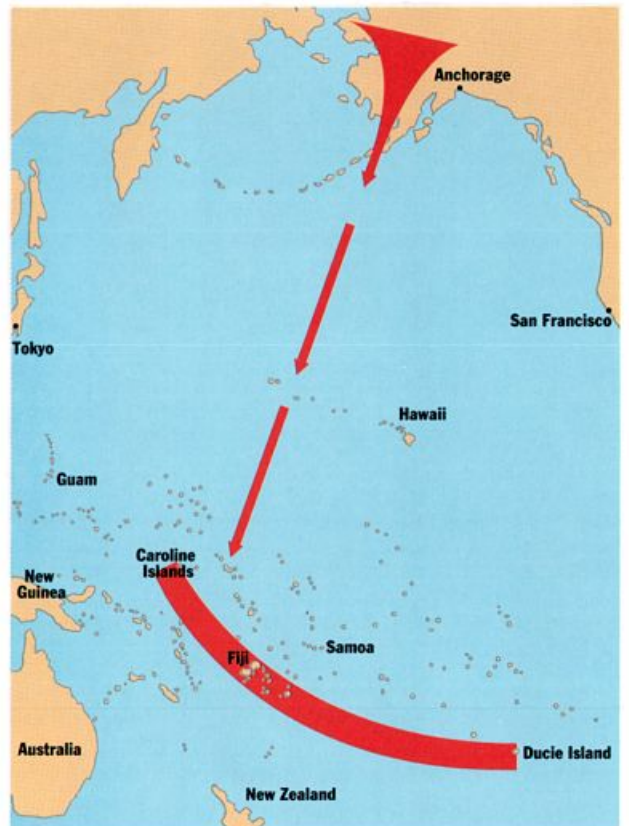 Anchorage
San Francisco
Tokyo
Hawaii
Guam
Caroline
Islands
New
Guinea
Samoa
Fiji
Australia
Ducie Island
New Zealand